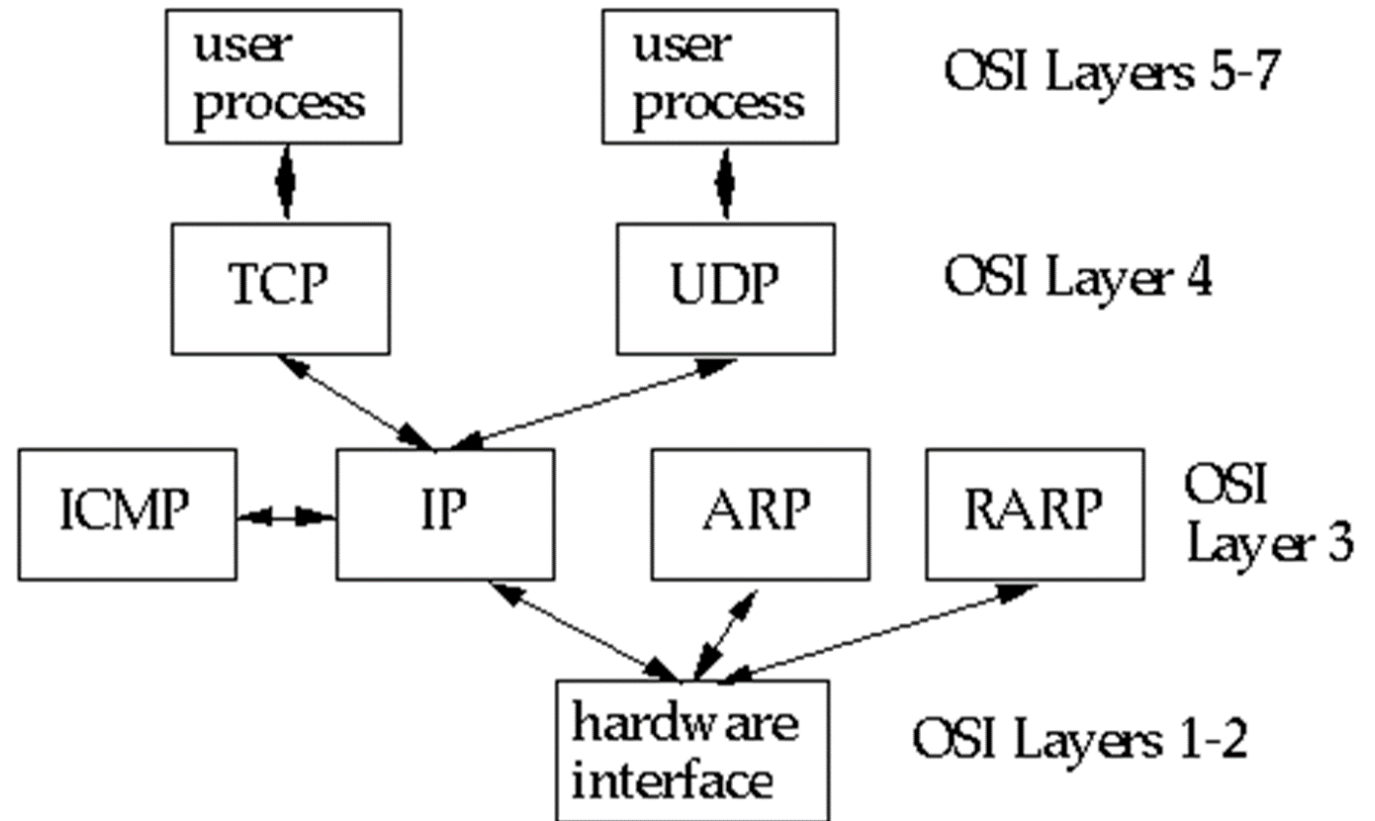 user
process
user
process
OSI Layers 5-7
TCP
UDP
OSI Layer 4
ICMP
IP
ARP
RARP
OSI
Layer 3
hardware
interface
OSI Layers 1-2